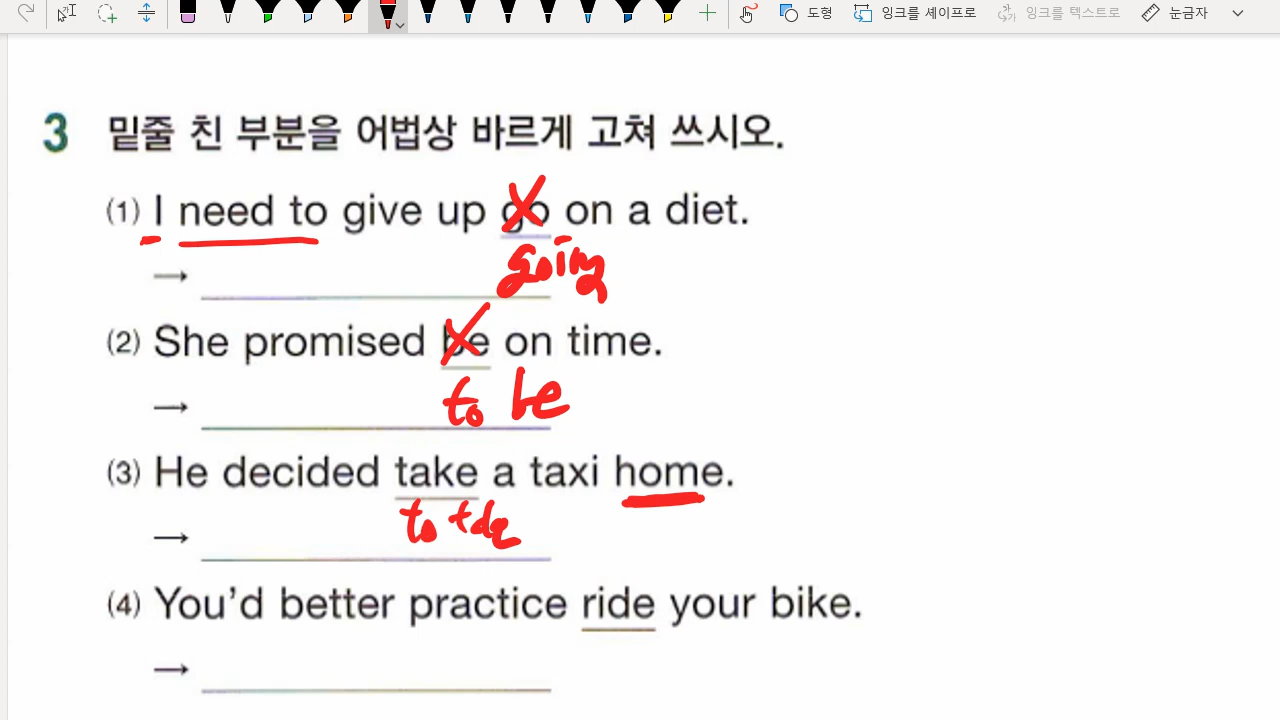 도형 잉크를 셰이프로 잉크를 텍스트로 눈금자
3 밑줄 친 부분을 어법상 바르게 고쳐 쓰시오.
(1) I need to give up go on a diet.
→ going
(2) She promised be on time.
→ to be
(3) He decided take a taxi home.
→ to
(4) You'd better practice ride your bike.
→